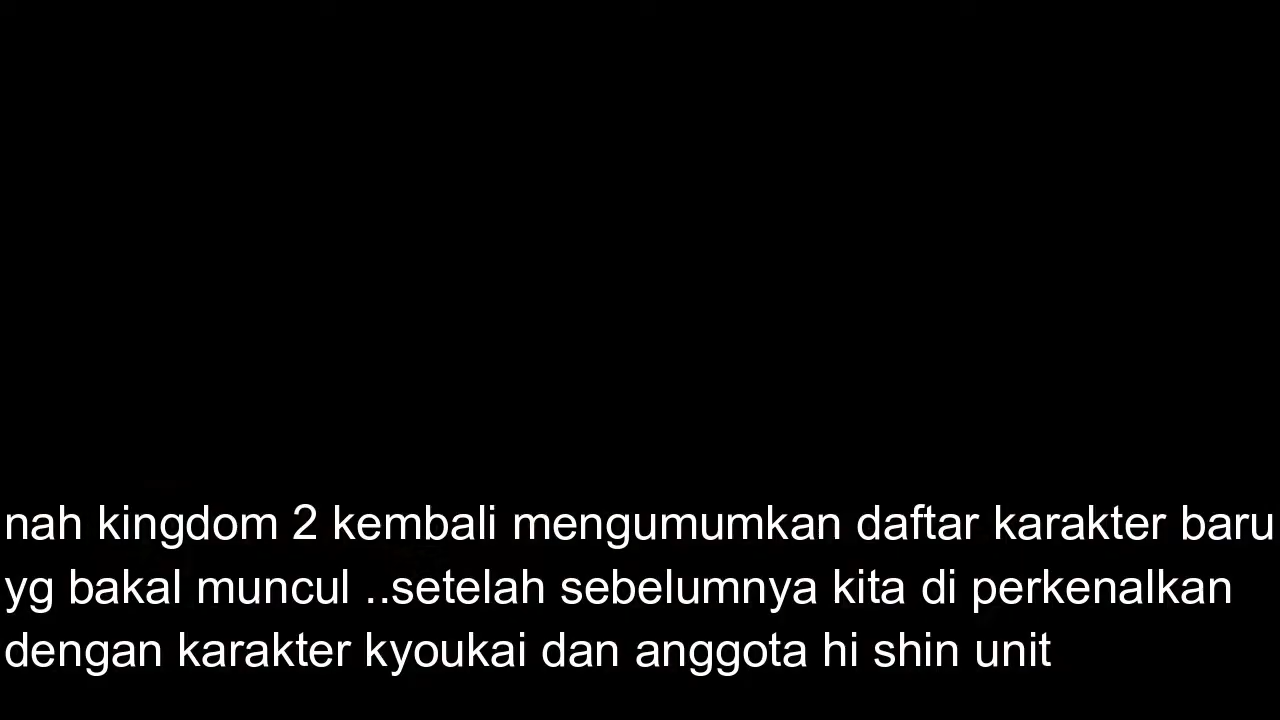 nah kingdom 2 kembali mengumumkan daftar karakter baru
yg bakal muncul ..setelah sebelumnya kita di perkenalkan
dengan karakter kyoukai dan anggota hi shin unit